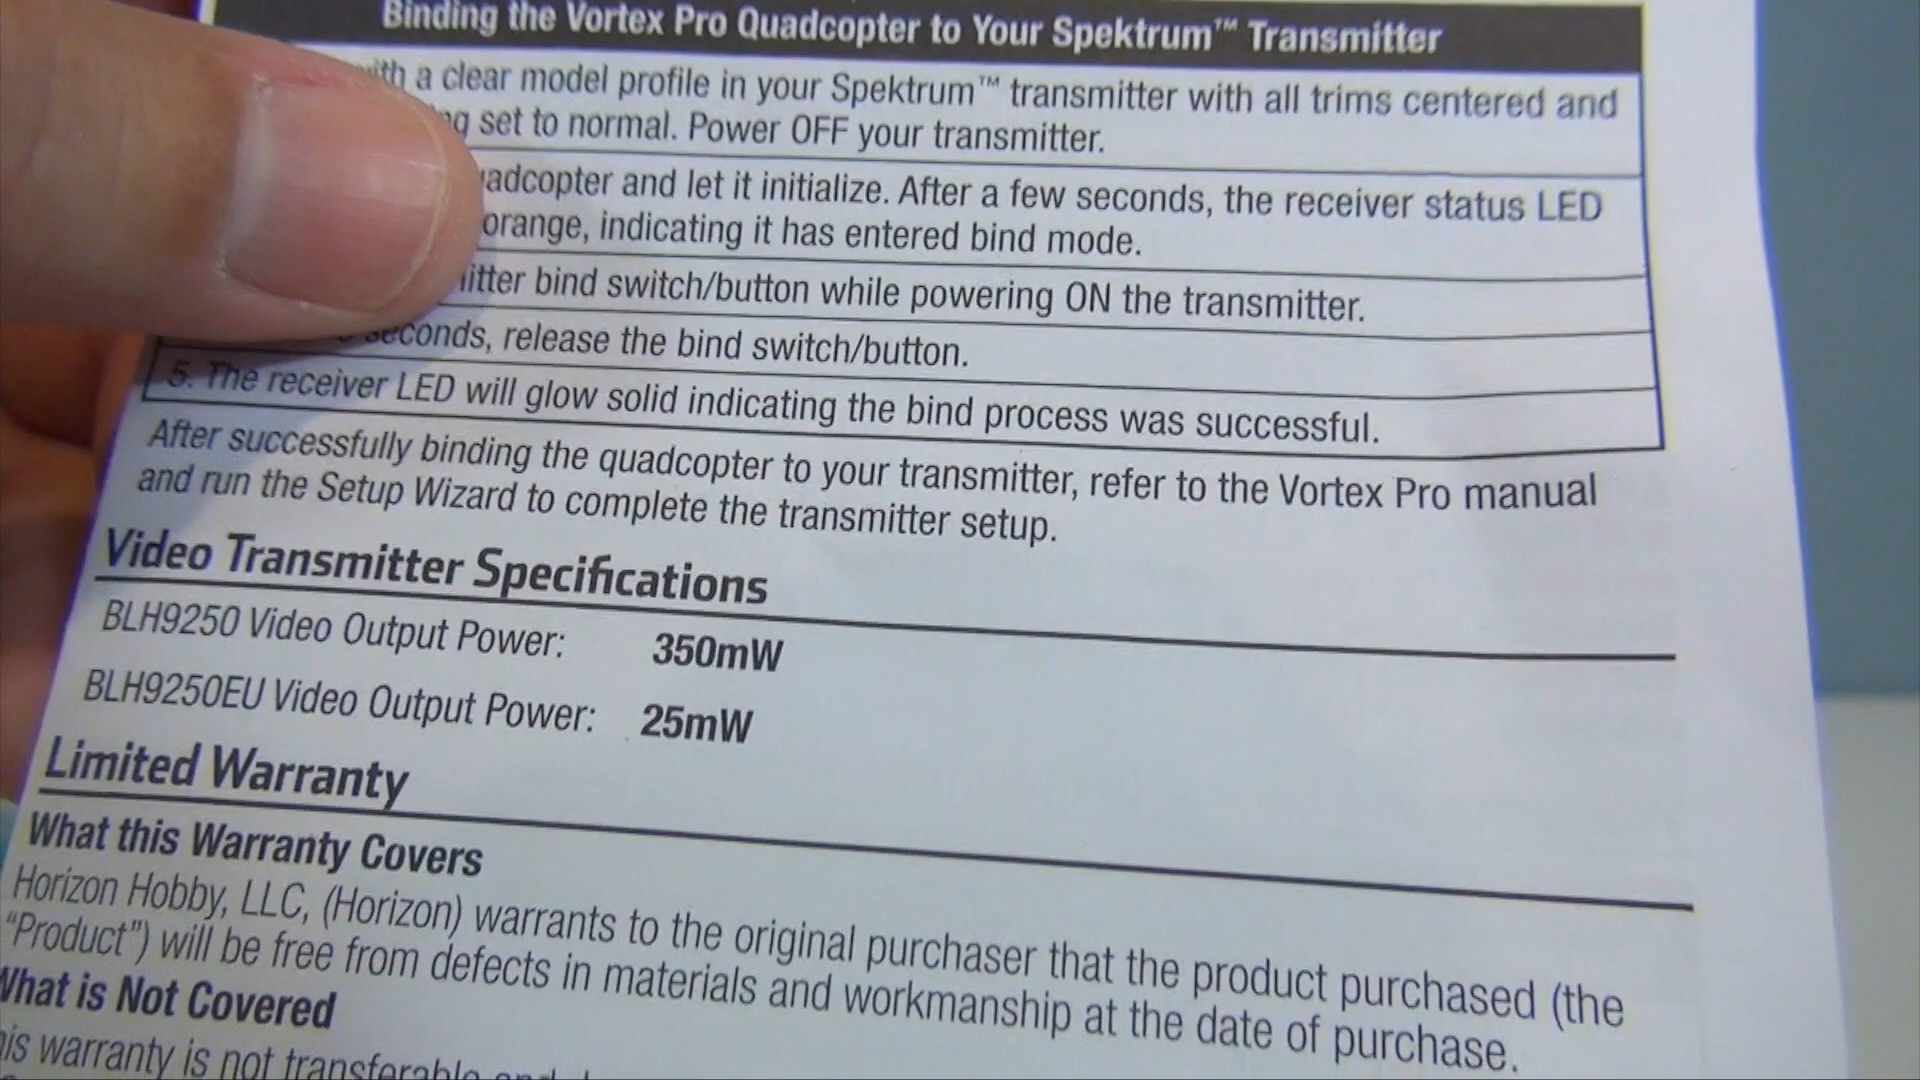 Binding the Vortex Pro Quadcopter to Your Spektrum™ Transmitter
a clear model profile in your Spektrum™ transmitter with all trims centered and
set to normal. Power OFF your transmitter.
and let it initialize. After a few seconds, the receiver status LED
orange, indicating it has entered bind mode.
bind switch/button while powering ON the transmitter.
seconds, release the bind switch/button.
5. The receiver LED will glow solid indicating the bind process was successful.
After successfully binding the quadcopter to your transmitter, refer to the Vortex Pro manual
and run the Setup Wizard to complete the transmitter setup.
Video Transmitter Specifications
BLH9250 Video Output Power: 350mW
BLH9250EU Video Output Power: 25mW
Limited Warranty
What this Warranty Covers
Horizon Hobby, LLC, (Horizon) warrants to the original purchaser that the product purchased (the
“Product”) will be free from defects in materials and workmanship at the date of purchase.
What is Not Covered
warranty is not transferable